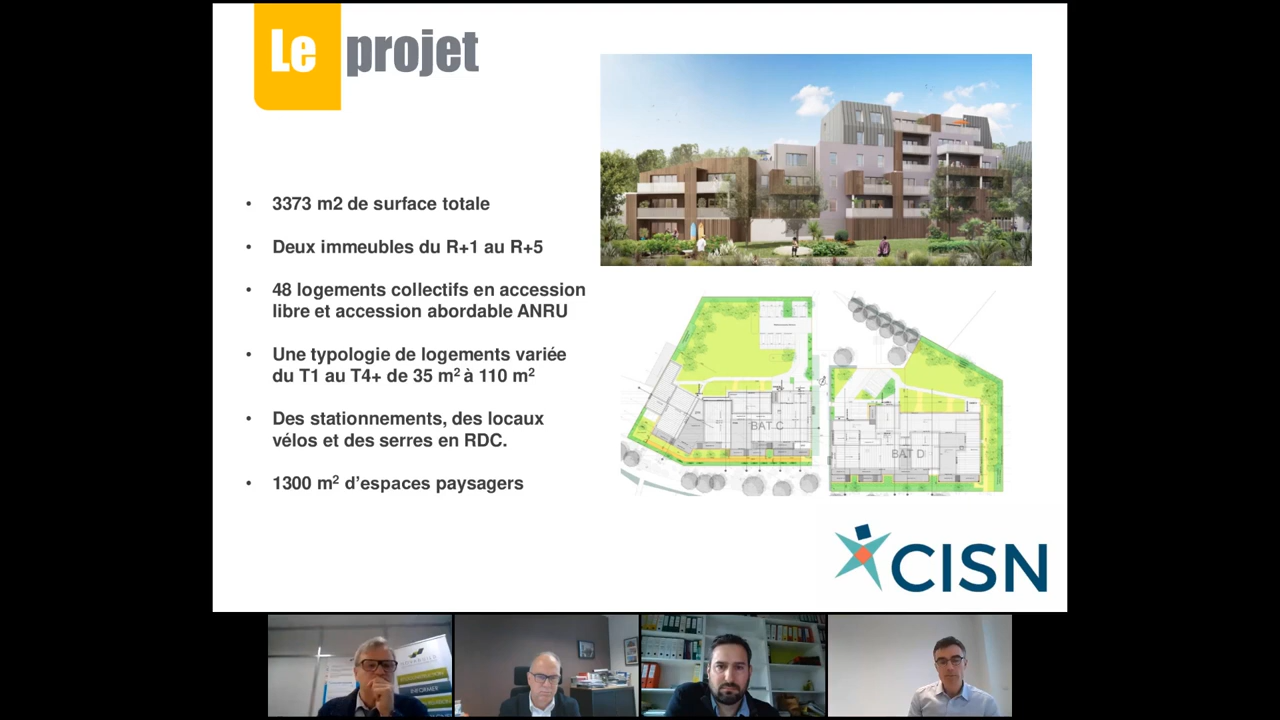 Le projet
• 3373 m2 de surface totale
• Deux immeubles du R+1 au R+5
• 48 logements collectifs en accession
libre et accession abordable ANRU
• Une typologie de logements variée
du T1 au T4+ de 35 m² à 110 m²
• Des stationnements, des locaux
vélos et des serres en RDC.
• 1300 m² d’espaces paysagers
BAT C
BAT D
CISN
INFORMER